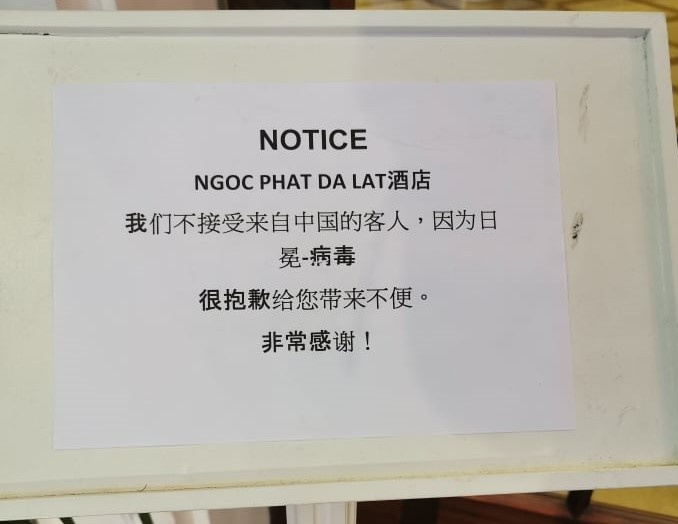 NOTICE
NGOC PHAT DA LAT酒店
我们不接受来自中国的客人，因为日
冕-病毒
很抱歉给您带来不便。
非常感谢！